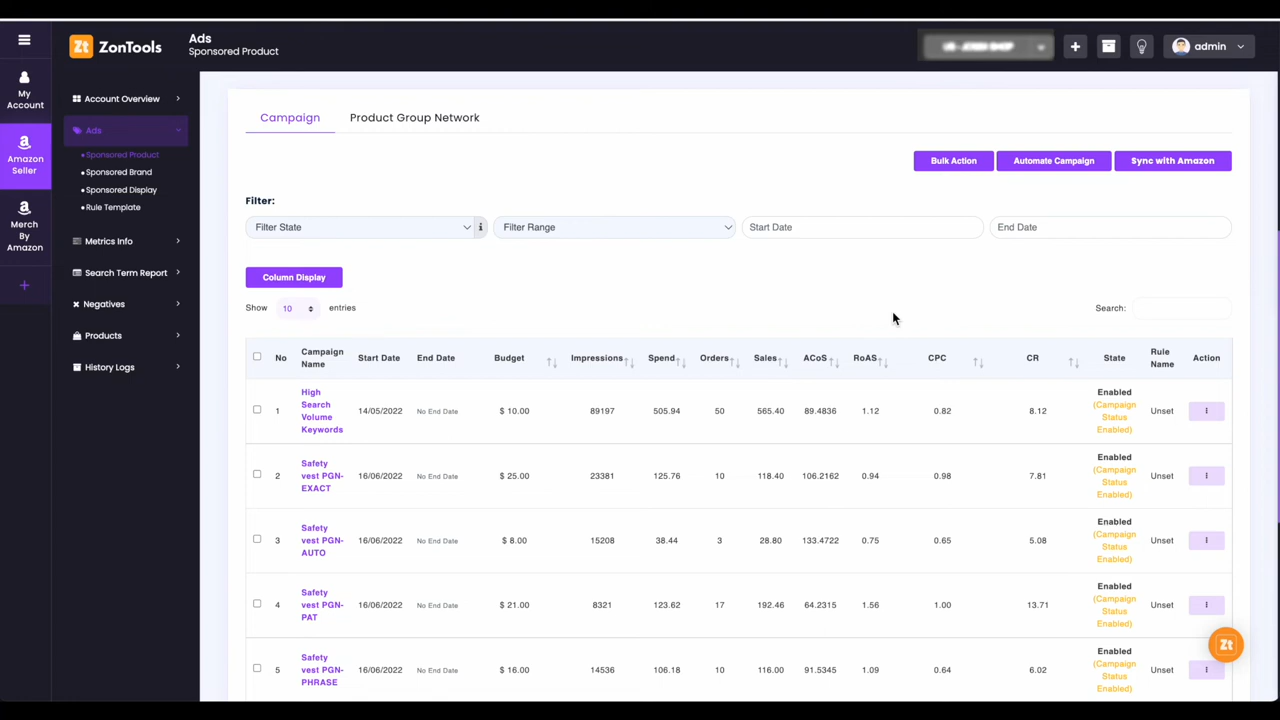 Zt ZonTools
Ads
Sponsored Product
admin
My
Account
Amazon
Seller
Merch
By
Amazon
Account Overview
Ads
Sponsored Product
Sponsored Brand
Sponsored Display
Rule Template
Metrics Info
Search Term Report
Negatives
Products
History Logs
Campaign Product Group Network
Bulk Action Automate Campaign Sync with Amazon
Filter:
Filter State Filter Range Start Date End Date
Column Display
Show 10 entries Search:
No Campaign Name Start Date End Date Budget Impressions Spend Orders Sales ACoS RoAS CPC CR State Rule Name Action
1 High Search Volume Keywords 14/05/2022 No End Date $ 10.00 89197 505.94 50 565.40 89.4836 1.12 0.82 8.12 Enabled (Campaign Status Enabled) Unset
2 Safety vest PGN-EXACT 16/06/2022 No End Date $ 25.00 23381 125.76 10 118.40 106.2162 0.94 0.98 7.81 Enabled (Campaign Status Enabled) Unset
3 Safety vest PGN-AUTO 16/06/2022 No End Date $ 8.00 15208 38.44 3 28.80 133.4722 0.75 0.65 5.08 Enabled (Campaign Status Enabled) Unset
4 Safety vest PGN-PAT 16/06/2022 No End Date $ 21.00 8321 123.62 17 192.46 64.2315 1.56 1.00 13.71 Enabled (Campaign Status Enabled) Unset
5 Safety vest PGN-PHRASE 16/06/2022 No End Date $ 16.00 14536 106.18 10 116.00 91.5345 1.09 0.64 6.02 Enabled (Campaign Status Enabled) Unset
Zt